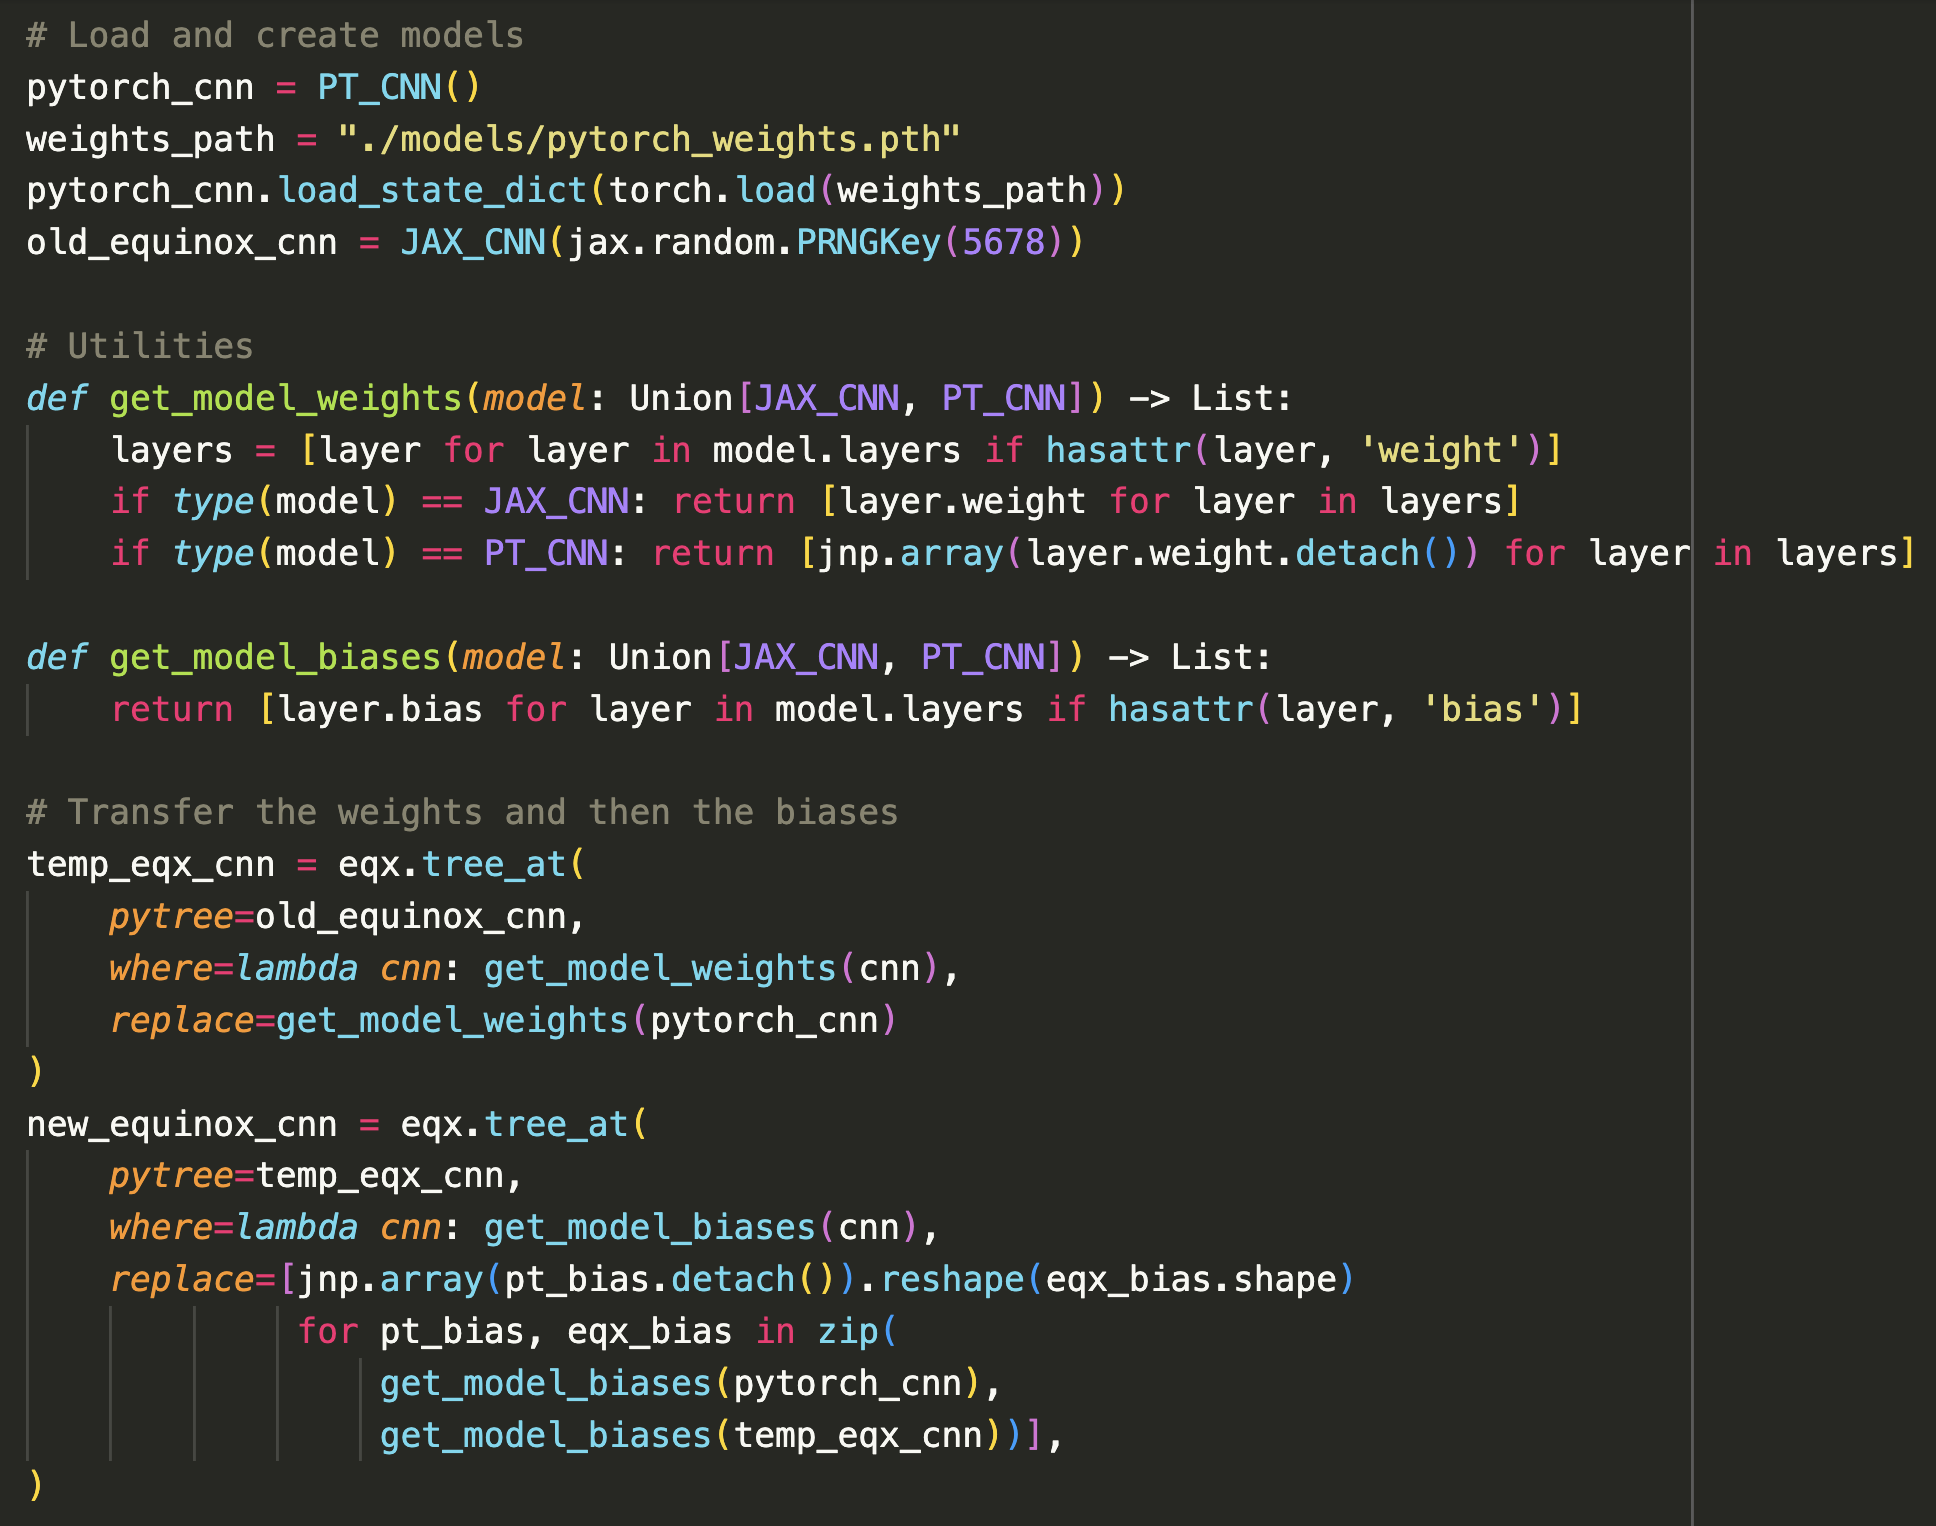 # Load and create models
pytorch_cnn = PT_CNN()
weights_path = "./models/pytorch_weights.pth"
pytorch_cnn.load_state_dict(torch.load(weights_path))
old_equinox_cnn = JAX_CNN(jax.random.PRNGKey(5678))

# Utilities
def get_model_weights(model: Union[JAX_CNN, PT_CNN]) -> List:
    layers = [layer for layer in model.layers if hasattr(layer, 'weight')]
    if type(model) == JAX_CNN: return [layer.weight for layer in layers]
    if type(model) == PT_CNN: return [jnp.array(layer.weight.detach()) for layer in layers]

def get_model_biases(model: Union[JAX_CNN, PT_CNN]) -> List:
    return [layer.bias for layer in model.layers if hasattr(layer, 'bias')]

# Transfer the weights and then the biases
temp_eqx_cnn = eqx.tree_at(
    pytree=old_equinox_cnn,
    where=lambda cnn: get_model_weights(cnn),
    replace=get_model_weights(pytorch_cnn)
)
new_equinox_cnn = eqx.tree_at(
    pytree=temp_eqx_cnn,
    where=lambda cnn: get_model_biases(cnn),
    replace=[jnp.array(pt_bias.detach()).reshape(eqx_bias.shape)
             for pt_bias, eqx_bias in zip(
                 get_model_biases(pytorch_cnn),
                 get_model_biases(temp_eqx_cnn))],
)